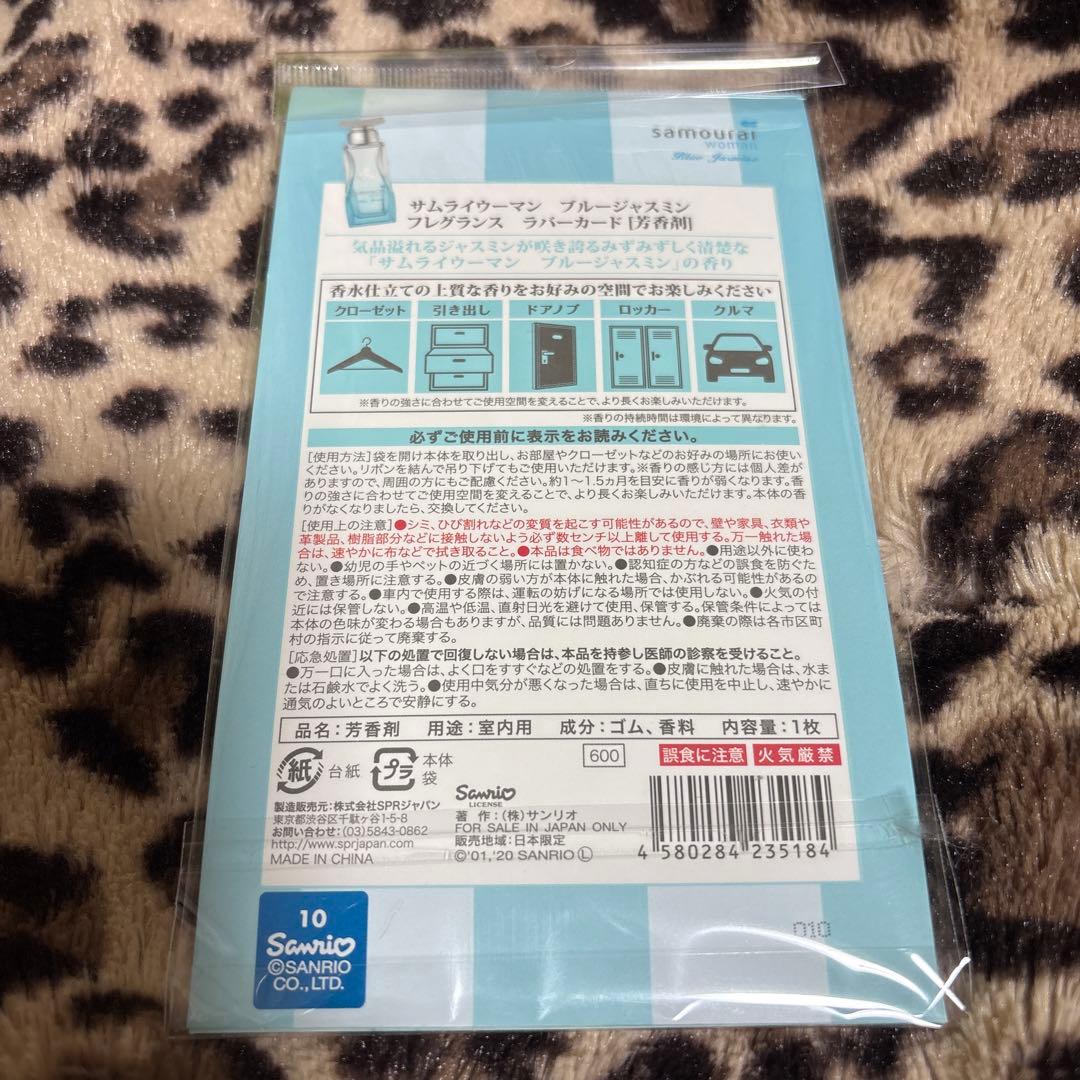 samourai
woman
Blue Jasmine
サムライウーマン ブルージャスミン
フレグランス ラバーカード [芳香剤]
気品溢れるジャスミンが咲き誇るみずみずしく清楚な
「サムライウーマン ブルージャスミン」の香り
香水仕立ての上質な香りをお好みの空間でお楽しみください
クローゼット 引き出し ドアノブ ロッカー クルマ
※香りの強さに合わせてご使用空間を変えることで、より長くお楽しみいただけます。
※香りの持続時間は環境によって異なります。
必ずご使用前に表示をお読みください。
[使用方法]袋を開け本体を取り出し、お部屋やクローゼットなどのお好みの場所にお使
いください。リボンを結んで吊り下げてもご使用いただけます。※香りの感じ方には個人差が
ありますので、周囲の方にもご配慮ください。約1〜1.5ヵ月を目安に香りが弱くなります。香
りの強さに合わせてご使用空間を変えることで、より長くお楽しみいただけます。本体の香
りがなくなりましたら、交換してください。
[使用上の注意]●シミ、ひび割れなどの変質を起こす可能性があるので、壁や家具、衣類や
革製品、樹脂部分などに接触しないよう必ず数センチ以上離して使用する。万一触れた場
合は、速やかに布などで拭き取ること。●本品は食べ物ではありません。●用途以外に使わ
ない。●幼児の手やペットの近づく場所には置かない。●認知症の方などの誤食を防ぐた
め、置き場所に注意する。●皮膚の弱い方が本体に触れた場合、かぶれる可能性があるの
で注意する。●車内で使用する際は、運転の妨げになる場所では使用しない。●火気の付
近には保管しない。●高温や低温、直射日光を避けて使用、保管する。保管条件によっては
本体の色味が変わる場合もありますが、品質には問題ありません。●廃棄の際は各市区町
村の指示に従って廃棄する。
[応急処置]以下の処置で回復しない場合は、本品を持参し医師の診察を受けること。
●万一口に入った場合は、よく口をすすぐなどの処置をする。●皮膚に触れた場合は、水ま
たは石鹸水でよく洗う。●使用中気分が悪くなった場合は、直ちに使用を中止し、速やかに
通気のよいところで安静にする。
品名:芳香剤 用途:室内用 成分:ゴム、香料 内容量:1枚
紙 台紙 プラ 本体
袋
600 誤食に注意 火気厳禁
製造販売元:株式会社SPRジャパン
東京都渋谷区千駄ヶ谷1-5-8
お問い合わせ:(03)5843-0862
https://www.sprjapan.com/
MADE IN CHINA
Sanrio
LICENSE
著 作:(株)サンリオ
FOR SALE IN JAPAN ONLY
販売地域:日本限定
©'01,'20 SANRIO Ⓛ
4 580284 235184
10
Sanrio
©SANRIO
CO.,LTD.
010